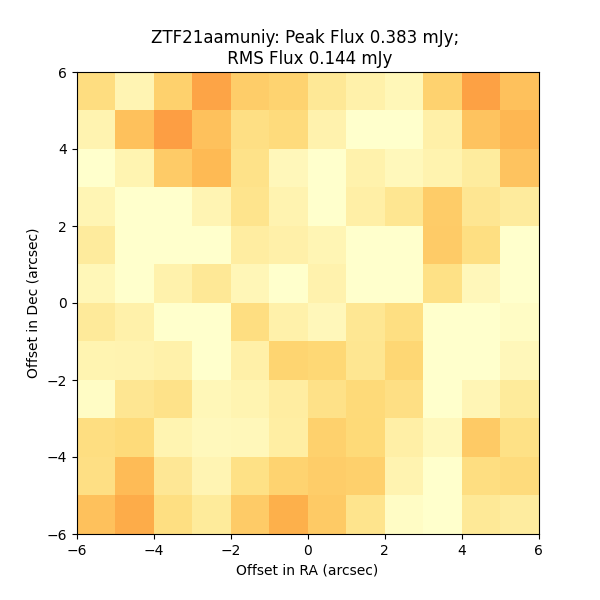 ZTF21aamuniy: Peak Flux 0.383 mJy;
RMS Flux 0.144 mJy
6
4
2
0
−2
−4
−6
Offset in Dec (arcsec)
−6 −4 −2 0 2 4 6
Offset in RA (arcsec)